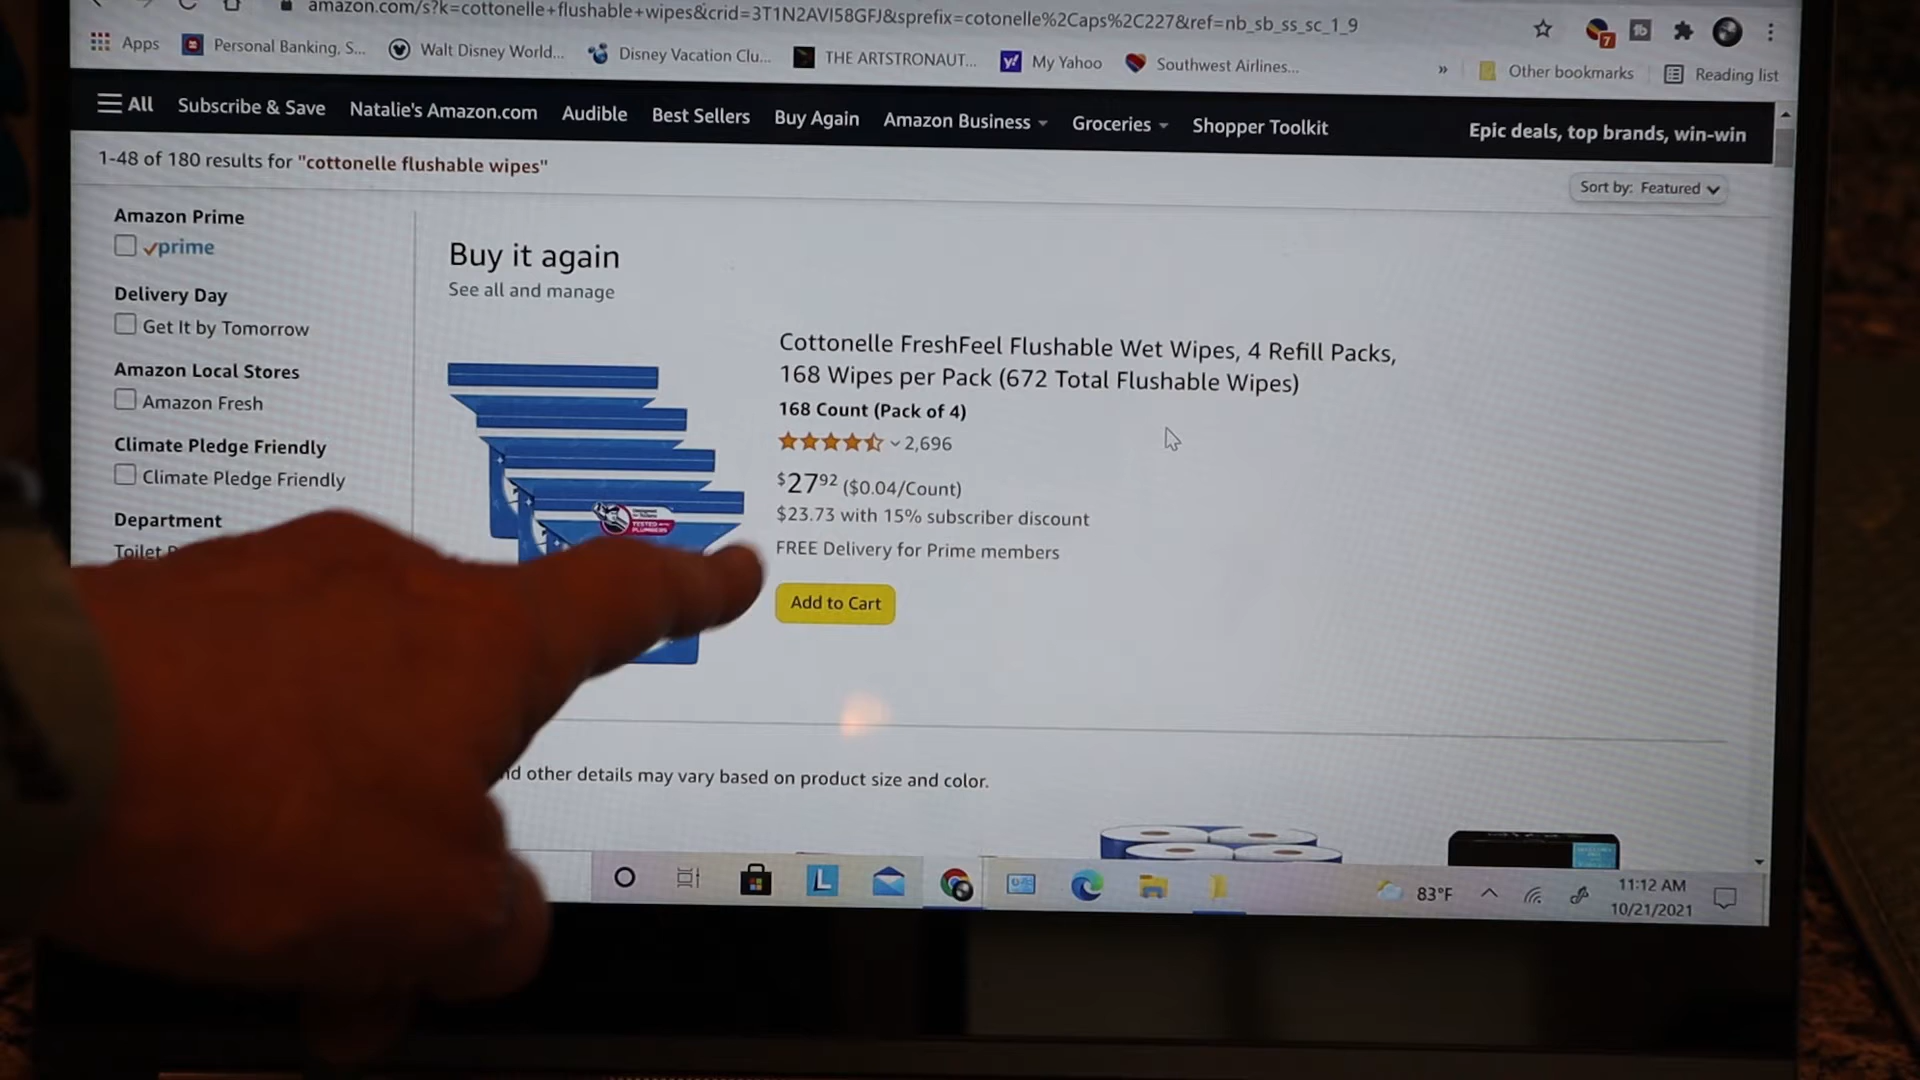 amazon.com/s?k=cottonelle+flushable+wipes&crid=3T1N2AVI58GFJ&sprefix=cotonelle%2Caps%2C227&ref=nb_sb_ss_sc_1_9
7
Apps Personal Banking, S... Walt Disney World... Disney Vacation Clu... THE ARTSTRONAUT... My Yahoo Southwest Airlines... » Other bookmarks Reading list
All Subscribe & Save Natalie's Amazon.com Audible Best Sellers Buy Again Amazon Business Groceries Shopper Toolkit Epic deals, top brands, win-win
1-48 of 180 results for "cottonelle flushable wipes"
Sort by: Featured
Amazon Prime
prime
Delivery Day
Get It by Tomorrow
Amazon Local Stores
Amazon Fresh
Climate Pledge Friendly
Climate Pledge Friendly
Department
Toilet
Buy it again
See all and manage
Cottonelle FreshFeel Flushable Wet Wipes, 4 Refill Packs,
168 Wipes per Pack (672 Total Flushable Wipes)
168 Count (Pack of 4)
2,696
$27.92 ($0.04/Count)
$23.73 with 15% subscriber discount
FREE Delivery for Prime members
Add to Cart
TESTED
PLUMBERS
other details may vary based on product size and color.
L
83°F
11:12 AM
10/21/2021